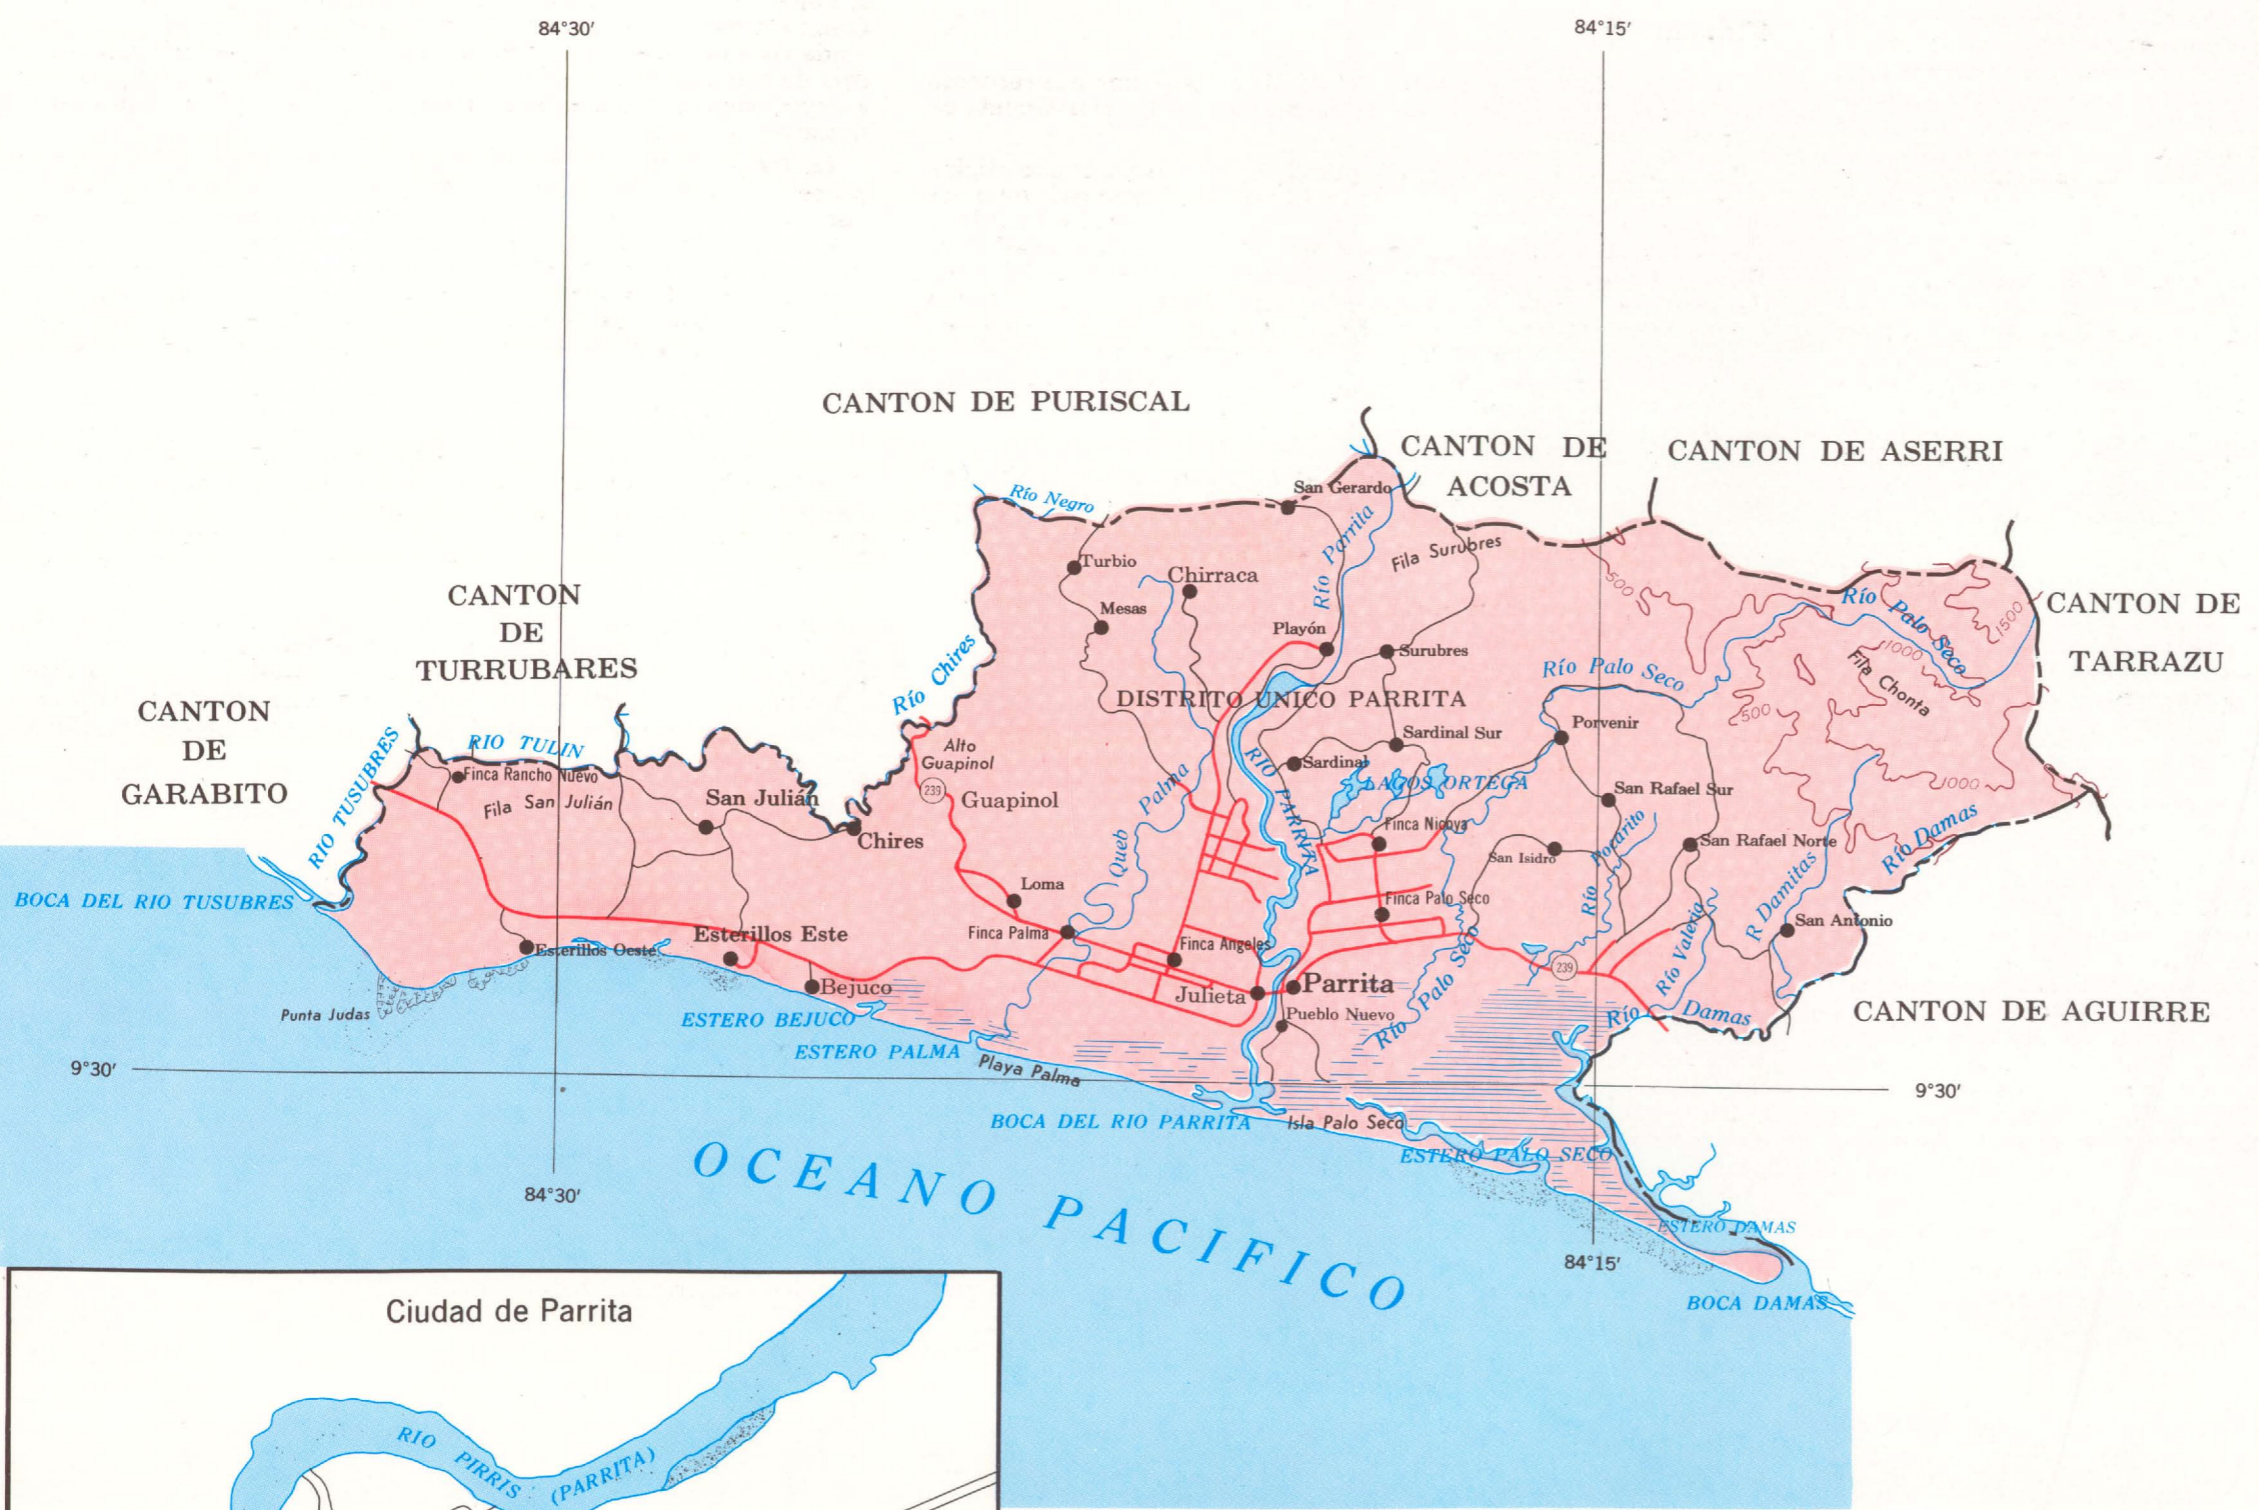 84°30′
84°15′
CANTON DE PURISCAL
CANTON DE
ACOSTA
CANTON DE ASERRI
CANTON DE
TARRAZU
CANTON
DE
TURRUBARES
CANTON
DE
GARABITO
CANTON DE AGUIRRE
Río Negro
San Gerardo
Río Parrita
Fila Surubres
Turbio
Chirraca
Mesas
Playón
Surubres
500
1500
Río Palo Seco
1000
Fila Chonta
Río Palo Seco
500
1000
Río Chires
DISTRITO UNICO PARRITA
Porvenir
Sardinal Sur
Sardinal
LAGOS ORTEGA
RIO PARRITA
RIO TUSUBRES
RIO TULIN
Finca Rancho Nuevo
Fila San Julián
San Julián
Chires
Alto
Guapinol
239
Guapinol
Queb Palma
Finca Nicoya
San Rafael Sur
San Isidro
Río Pocarito
San Rafael Norte
Río Damas
R. Damitas
San Antonio
Loma
Finca Palma
Finca Angeles
Finca Palo Seco
Río Palo Seco
239
Río Valeria
Río Damas
BOCA DEL RIO TUSUBRES
Esterillos Este
Esterillos Oeste
Bejuco
Julieta
Parrita
Pueblo Nuevo
Punta Judas
ESTERO BEJUCO
ESTERO PALMA
Playa Palma
9°30′
9°30′
BOCA DEL RIO PARRITA
Isla Palo Seco
ESTERO PALO SECO
ESTERO DAMAS
BOCA DAMAS
OCEANO PACIFICO
84°30′
84°15′
Ciudad de Parrita
RIO PIRRIS (PARRITA)